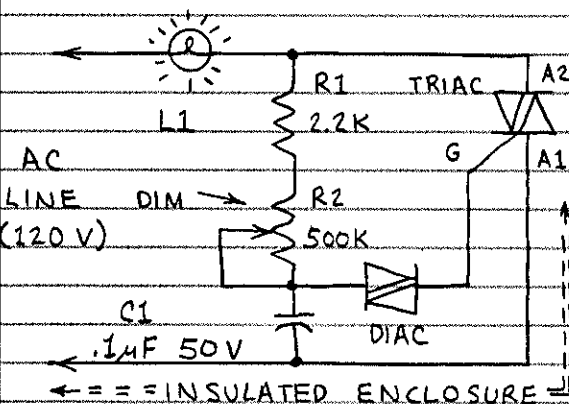 R1
TRIAC
A2
L1
2.2K
G
A1
AC
LINE
(120 V)
DIM
R2
500K
C1
.1µF 50V
DIAC
INSULATED ENCLOSURE